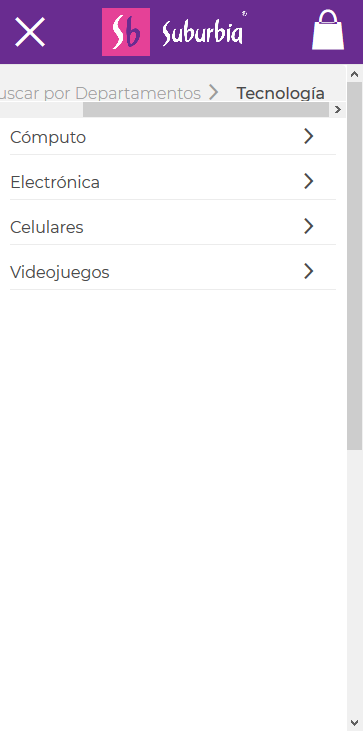 Sb Suburbia®
uscar por Departamentos Tecnología
Cómputo
Electrónica
Celulares
Videojuegos